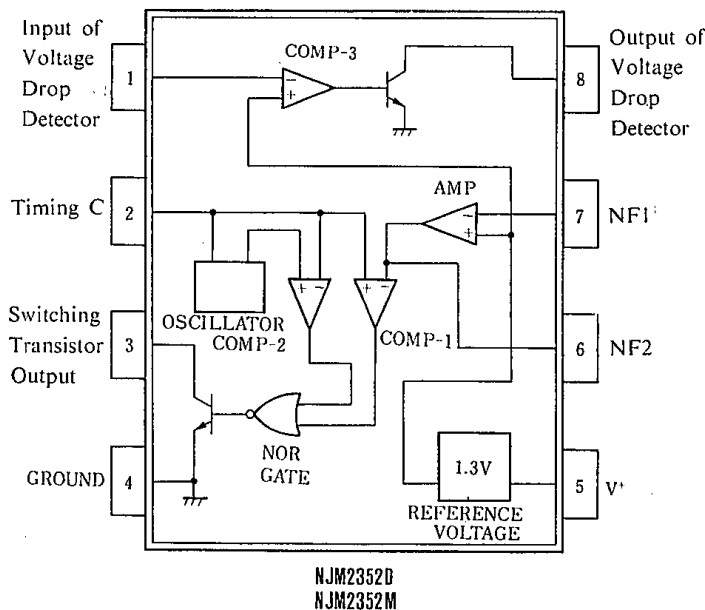 Input of
Voltage
Drop
Detector
1
COMP-3
−
+
8
Output of
Voltage
Drop
Detector
Timing C
2
AMP
−
+
7
NF1
OSCILLATOR
+ −
COMP-2
+ −
COMP-1
Switching
Transistor
Output
3
6
NF2
NOR
GATE
GROUND
4
1.3V
REFERENCE
VOLTAGE
5
V+
NJM2352D
NJM2352M